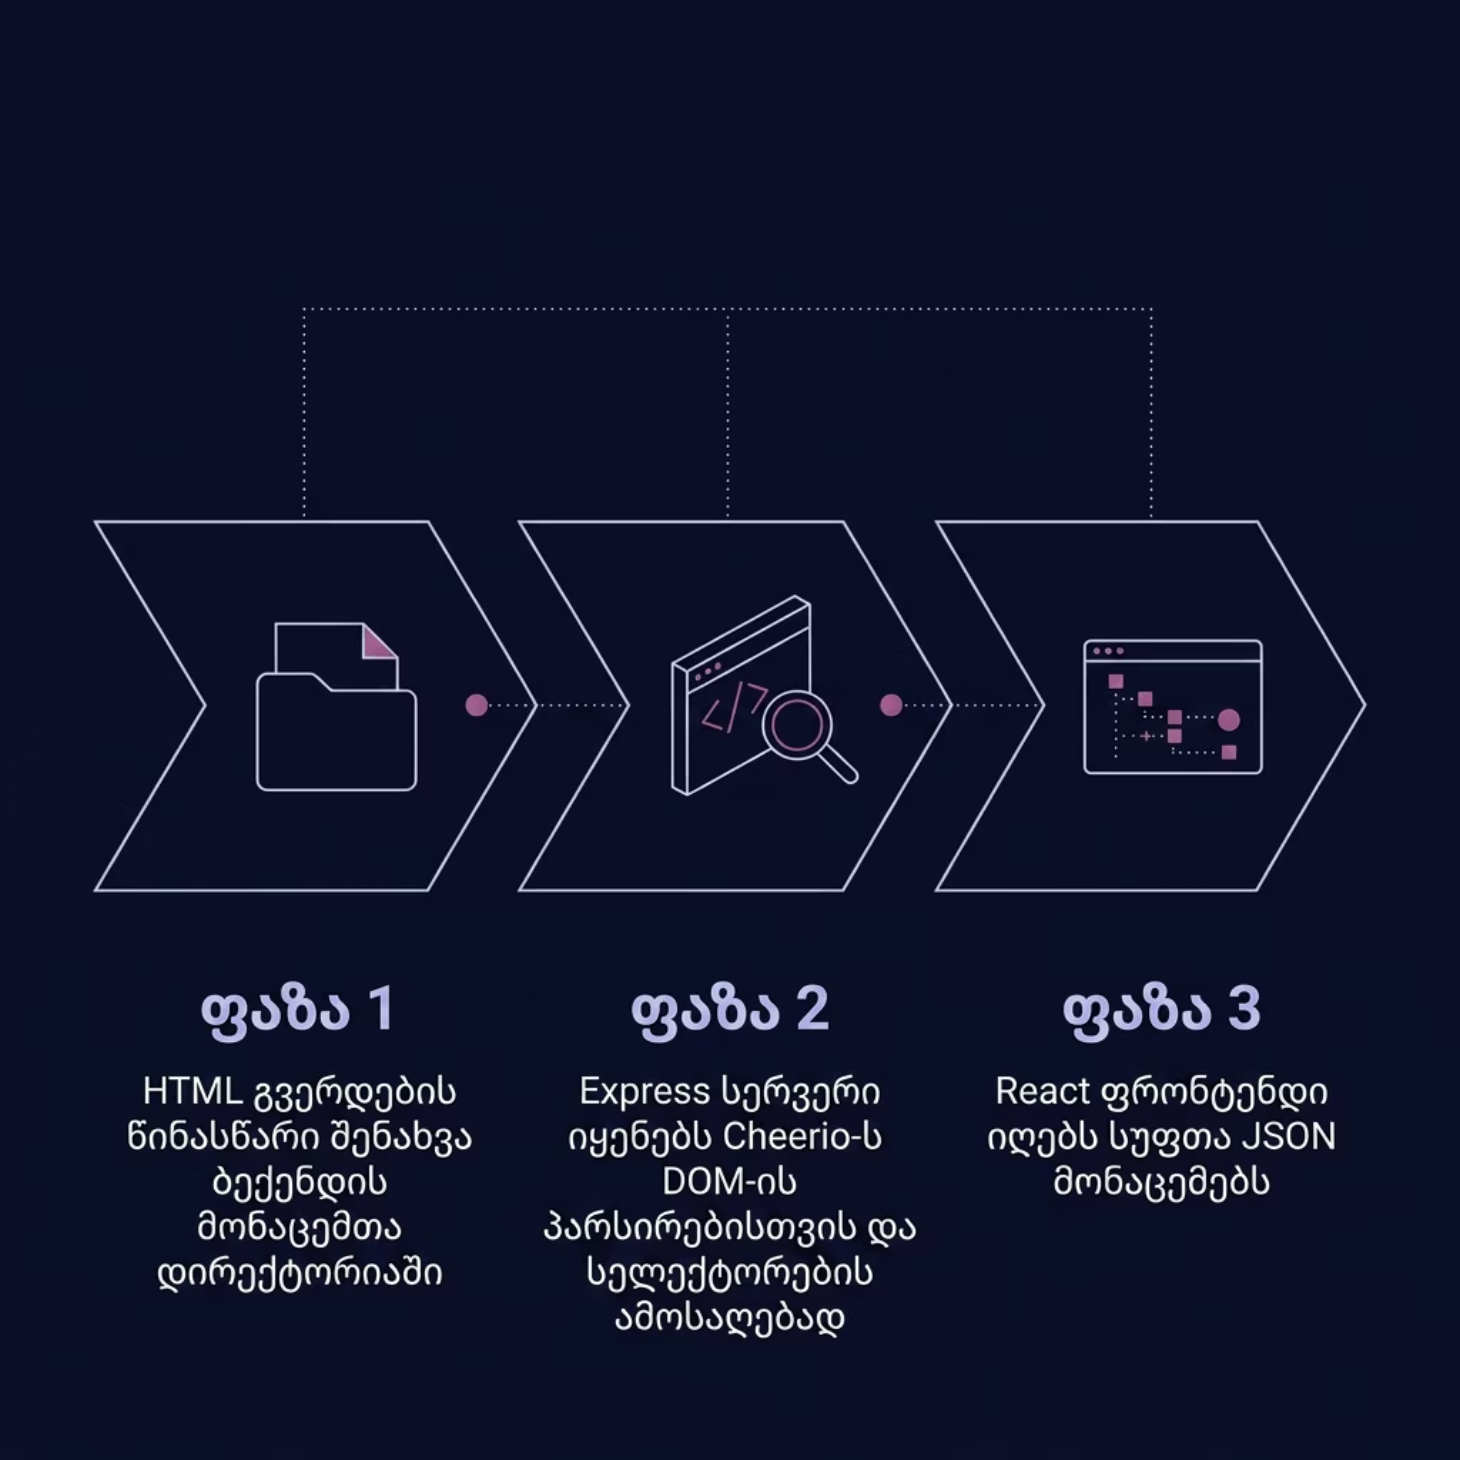 ფაზა 1
HTML გვერდების
წინასწარი შენახვა
ბექენდის
მონაცემთა
დირექტორიაში
ფაზა 2
Express სერვერი
იყენებს Cheerio-ს
DOM-ის
პარსირებისთვის და
სელექტორების
ამოსაღებად
ფაზა 3
React ფრონტენდი
იღებს სუფთა JSON
მონაცემებს